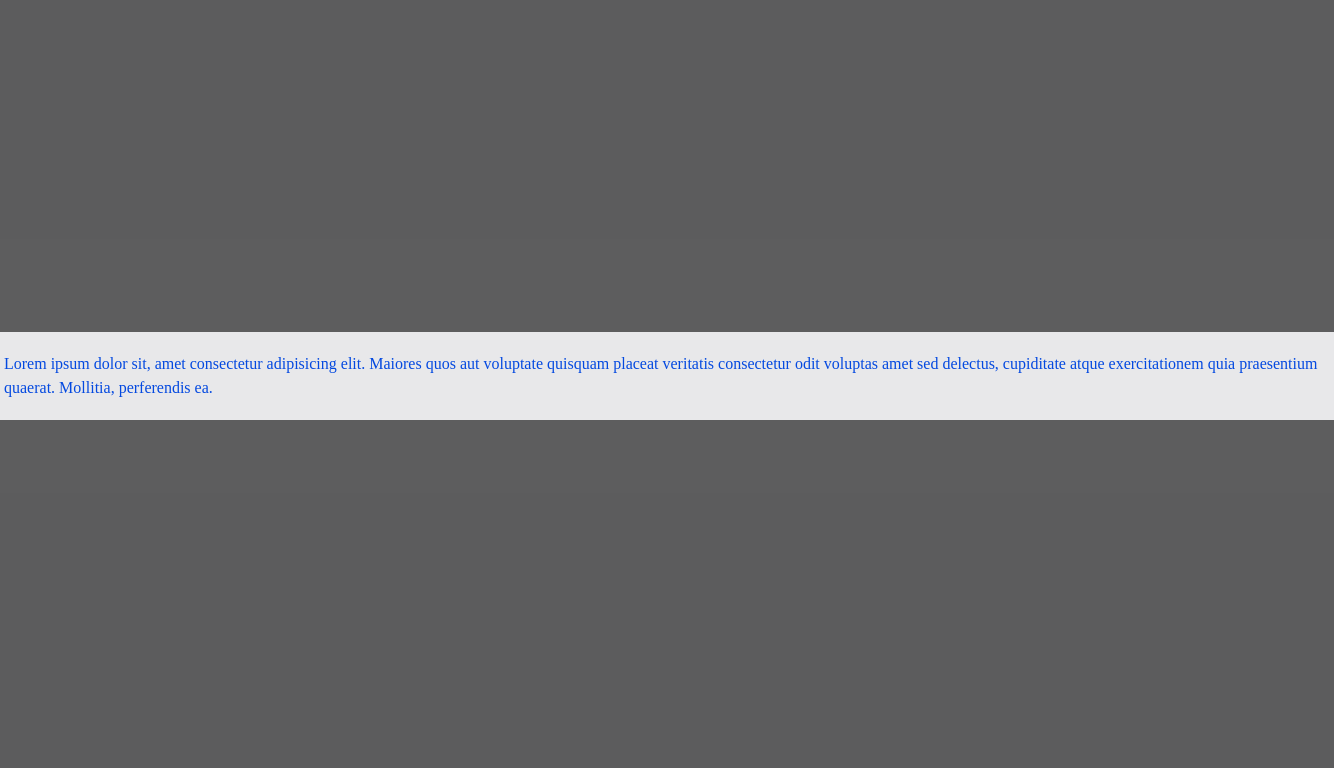 Lorem ipsum dolor sit, amet consectetur adipisicing elit. Maiores quos aut voluptate quisquam placeat veritatis consectetur odit voluptas amet sed delectus, cupiditate atque exercitationem quia praesentium
quaerat. Mollitia, perferendis ea.